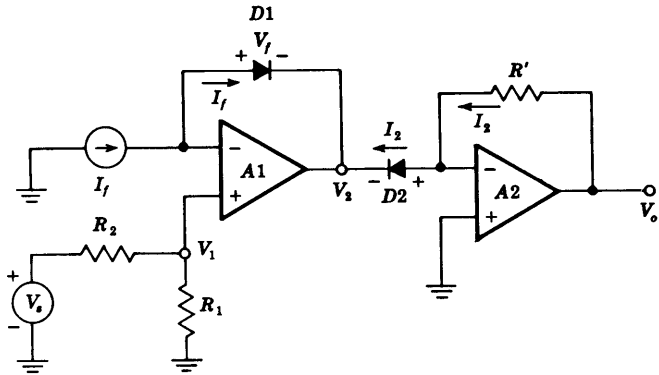 D1
+ V_f -
I_f
R'
I_2
I_2
-
A1
+
V_2
-
D2
+
-
A2
+
V_o
I_f
R_2
V_1
+
V_s
-
R_1